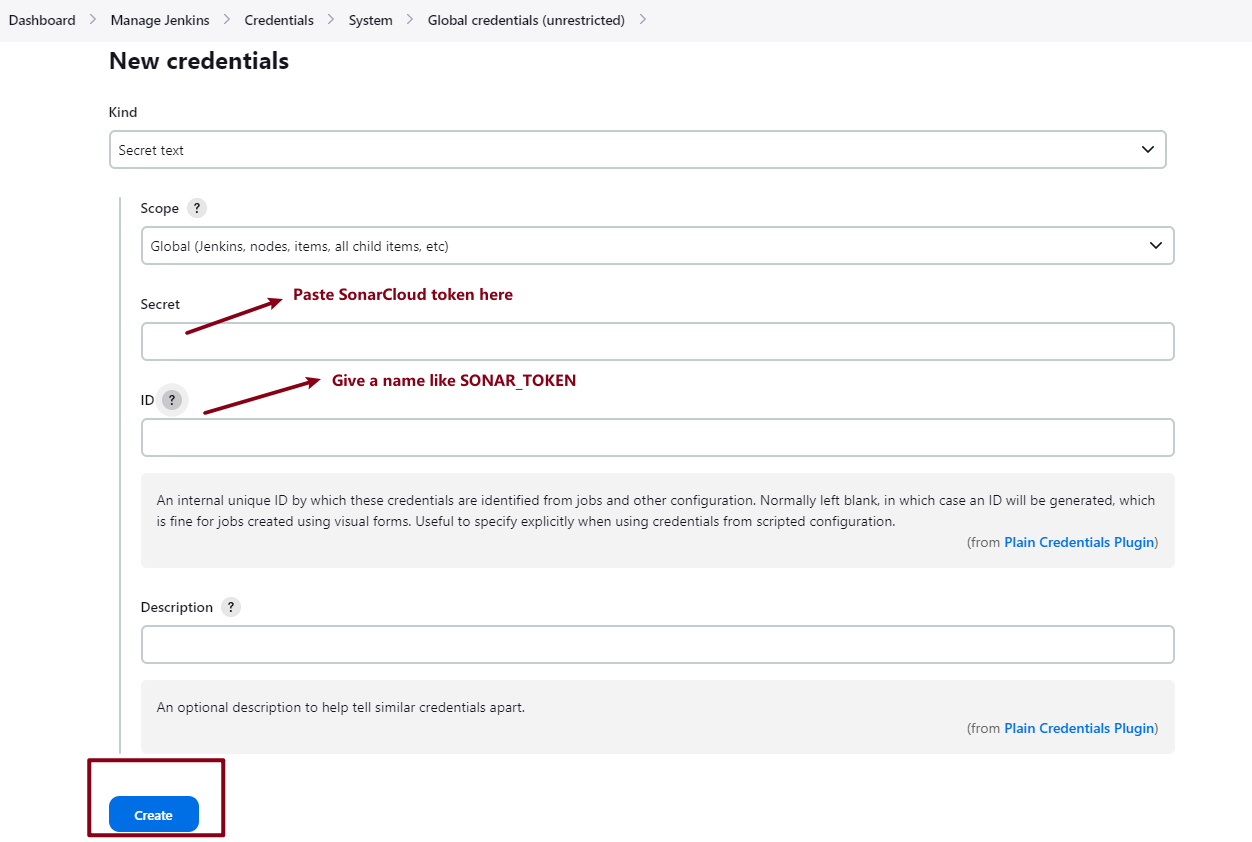 Dashboard > Manage Jenkins > Credentials > System > Global credentials (unrestricted) >
New credentials
Kind
Secret text
Scope ?
Global (Jenkins, nodes, items, all child items, etc)
Paste SonarCloud token here
Secret
Give a name like SONAR_TOKEN
ID ?
An internal unique ID by which these credentials are identified from jobs and other configuration. Normally left blank, in which case an ID will be generated, which
is fine for jobs created using visual forms. Useful to specify explicitly when using credentials from scripted configuration.
(from Plain Credentials Plugin)
Description ?
An optional description to help tell similar credentials apart.
(from Plain Credentials Plugin)
Create